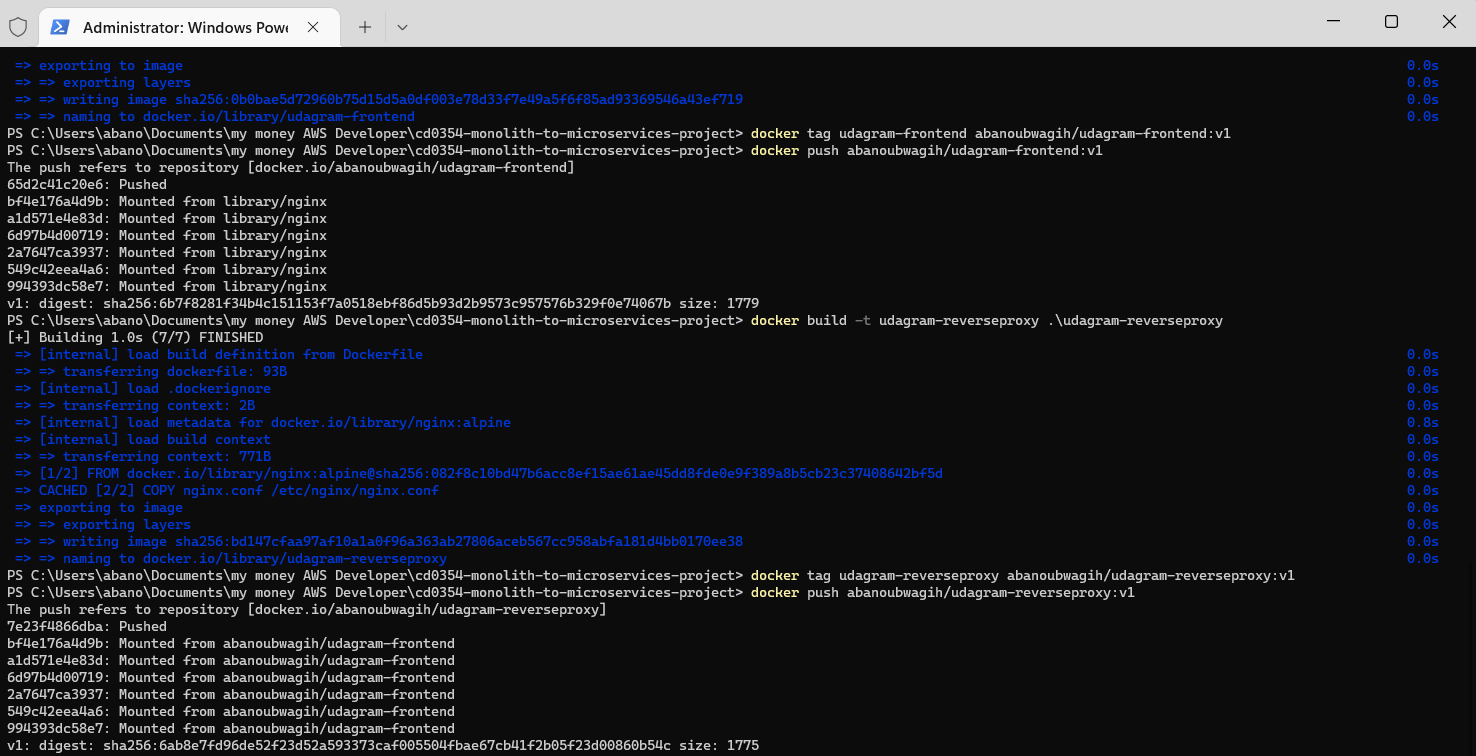 Administrator: Windows Powe
=> exporting to image 0.0s
=> => exporting layers 0.0s
=> => writing image sha256:0b0bae5d72960b75d15d5a0df003e78d33f7e49a5f6f85ad93369546a43ef719 0.0s
=> => naming to docker.io/library/udagram-frontend 0.0s
PS C:\Users\abano\Documents\my money AWS Developer\cd0354-monolith-to-microservices-project> docker tag udagram-frontend abanoubwagih/udagram-frontend:v1
PS C:\Users\abano\Documents\my money AWS Developer\cd0354-monolith-to-microservices-project> docker push abanoubwagih/udagram-frontend:v1
The push refers to repository [docker.io/abanoubwagih/udagram-frontend]
65d2c41c20e6: Pushed
bf4e176a4d9b: Mounted from library/nginx
a1d571e4e83d: Mounted from library/nginx
6d97b4d00719: Mounted from library/nginx
2a7647ca3937: Mounted from library/nginx
549c42eea4a6: Mounted from library/nginx
994393dc58e7: Mounted from library/nginx
v1: digest: sha256:6b7f8281f34b4c151153f7a0518ebf86d5b93d2b9573c957576b329f0e74067b size: 1779
PS C:\Users\abano\Documents\my money AWS Developer\cd0354-monolith-to-microservices-project> docker build -t udagram-reverseproxy .\udagram-reverseproxy
[+] Building 1.0s (7/7) FINISHED
=> [internal] load build definition from Dockerfile 0.0s
=> => transferring dockerfile: 93B 0.0s
=> [internal] load .dockerignore 0.0s
=> => transferring context: 2B 0.0s
=> [internal] load metadata for docker.io/library/nginx:alpine 0.8s
=> [internal] load build context 0.0s
=> => transferring context: 771B 0.0s
=> [1/2] FROM docker.io/library/nginx:alpine@sha256:082f8c10bd47b6acc8ef15ae61ae45dd8fde0e9f389a8b5cb23c37408642bf5d 0.0s
=> CACHED [2/2] COPY nginx.conf /etc/nginx/nginx.conf 0.0s
=> exporting to image 0.0s
=> => exporting layers 0.0s
=> => writing image sha256:bd147cfaa97af10a1a0f96a363ab27806aceb567cc958abfa181d4bb0170ee38 0.0s
=> => naming to docker.io/library/udagram-reverseproxy 0.0s
PS C:\Users\abano\Documents\my money AWS Developer\cd0354-monolith-to-microservices-project> docker tag udagram-reverseproxy abanoubwagih/udagram-reverseproxy:v1
PS C:\Users\abano\Documents\my money AWS Developer\cd0354-monolith-to-microservices-project> docker push abanoubwagih/udagram-reverseproxy:v1
The push refers to repository [docker.io/abanoubwagih/udagram-reverseproxy]
7e23f4866dba: Pushed
bf4e176a4d9b: Mounted from abanoubwagih/udagram-frontend
a1d571e4e83d: Mounted from abanoubwagih/udagram-frontend
6d97b4d00719: Mounted from abanoubwagih/udagram-frontend
2a7647ca3937: Mounted from abanoubwagih/udagram-frontend
549c42eea4a6: Mounted from abanoubwagih/udagram-frontend
994393dc58e7: Mounted from abanoubwagih/udagram-frontend
v1: digest: sha256:6ab8e7fd96de52f23d52a593373caf005504fbae67cb41f2b05f23d00860b54c size: 1775